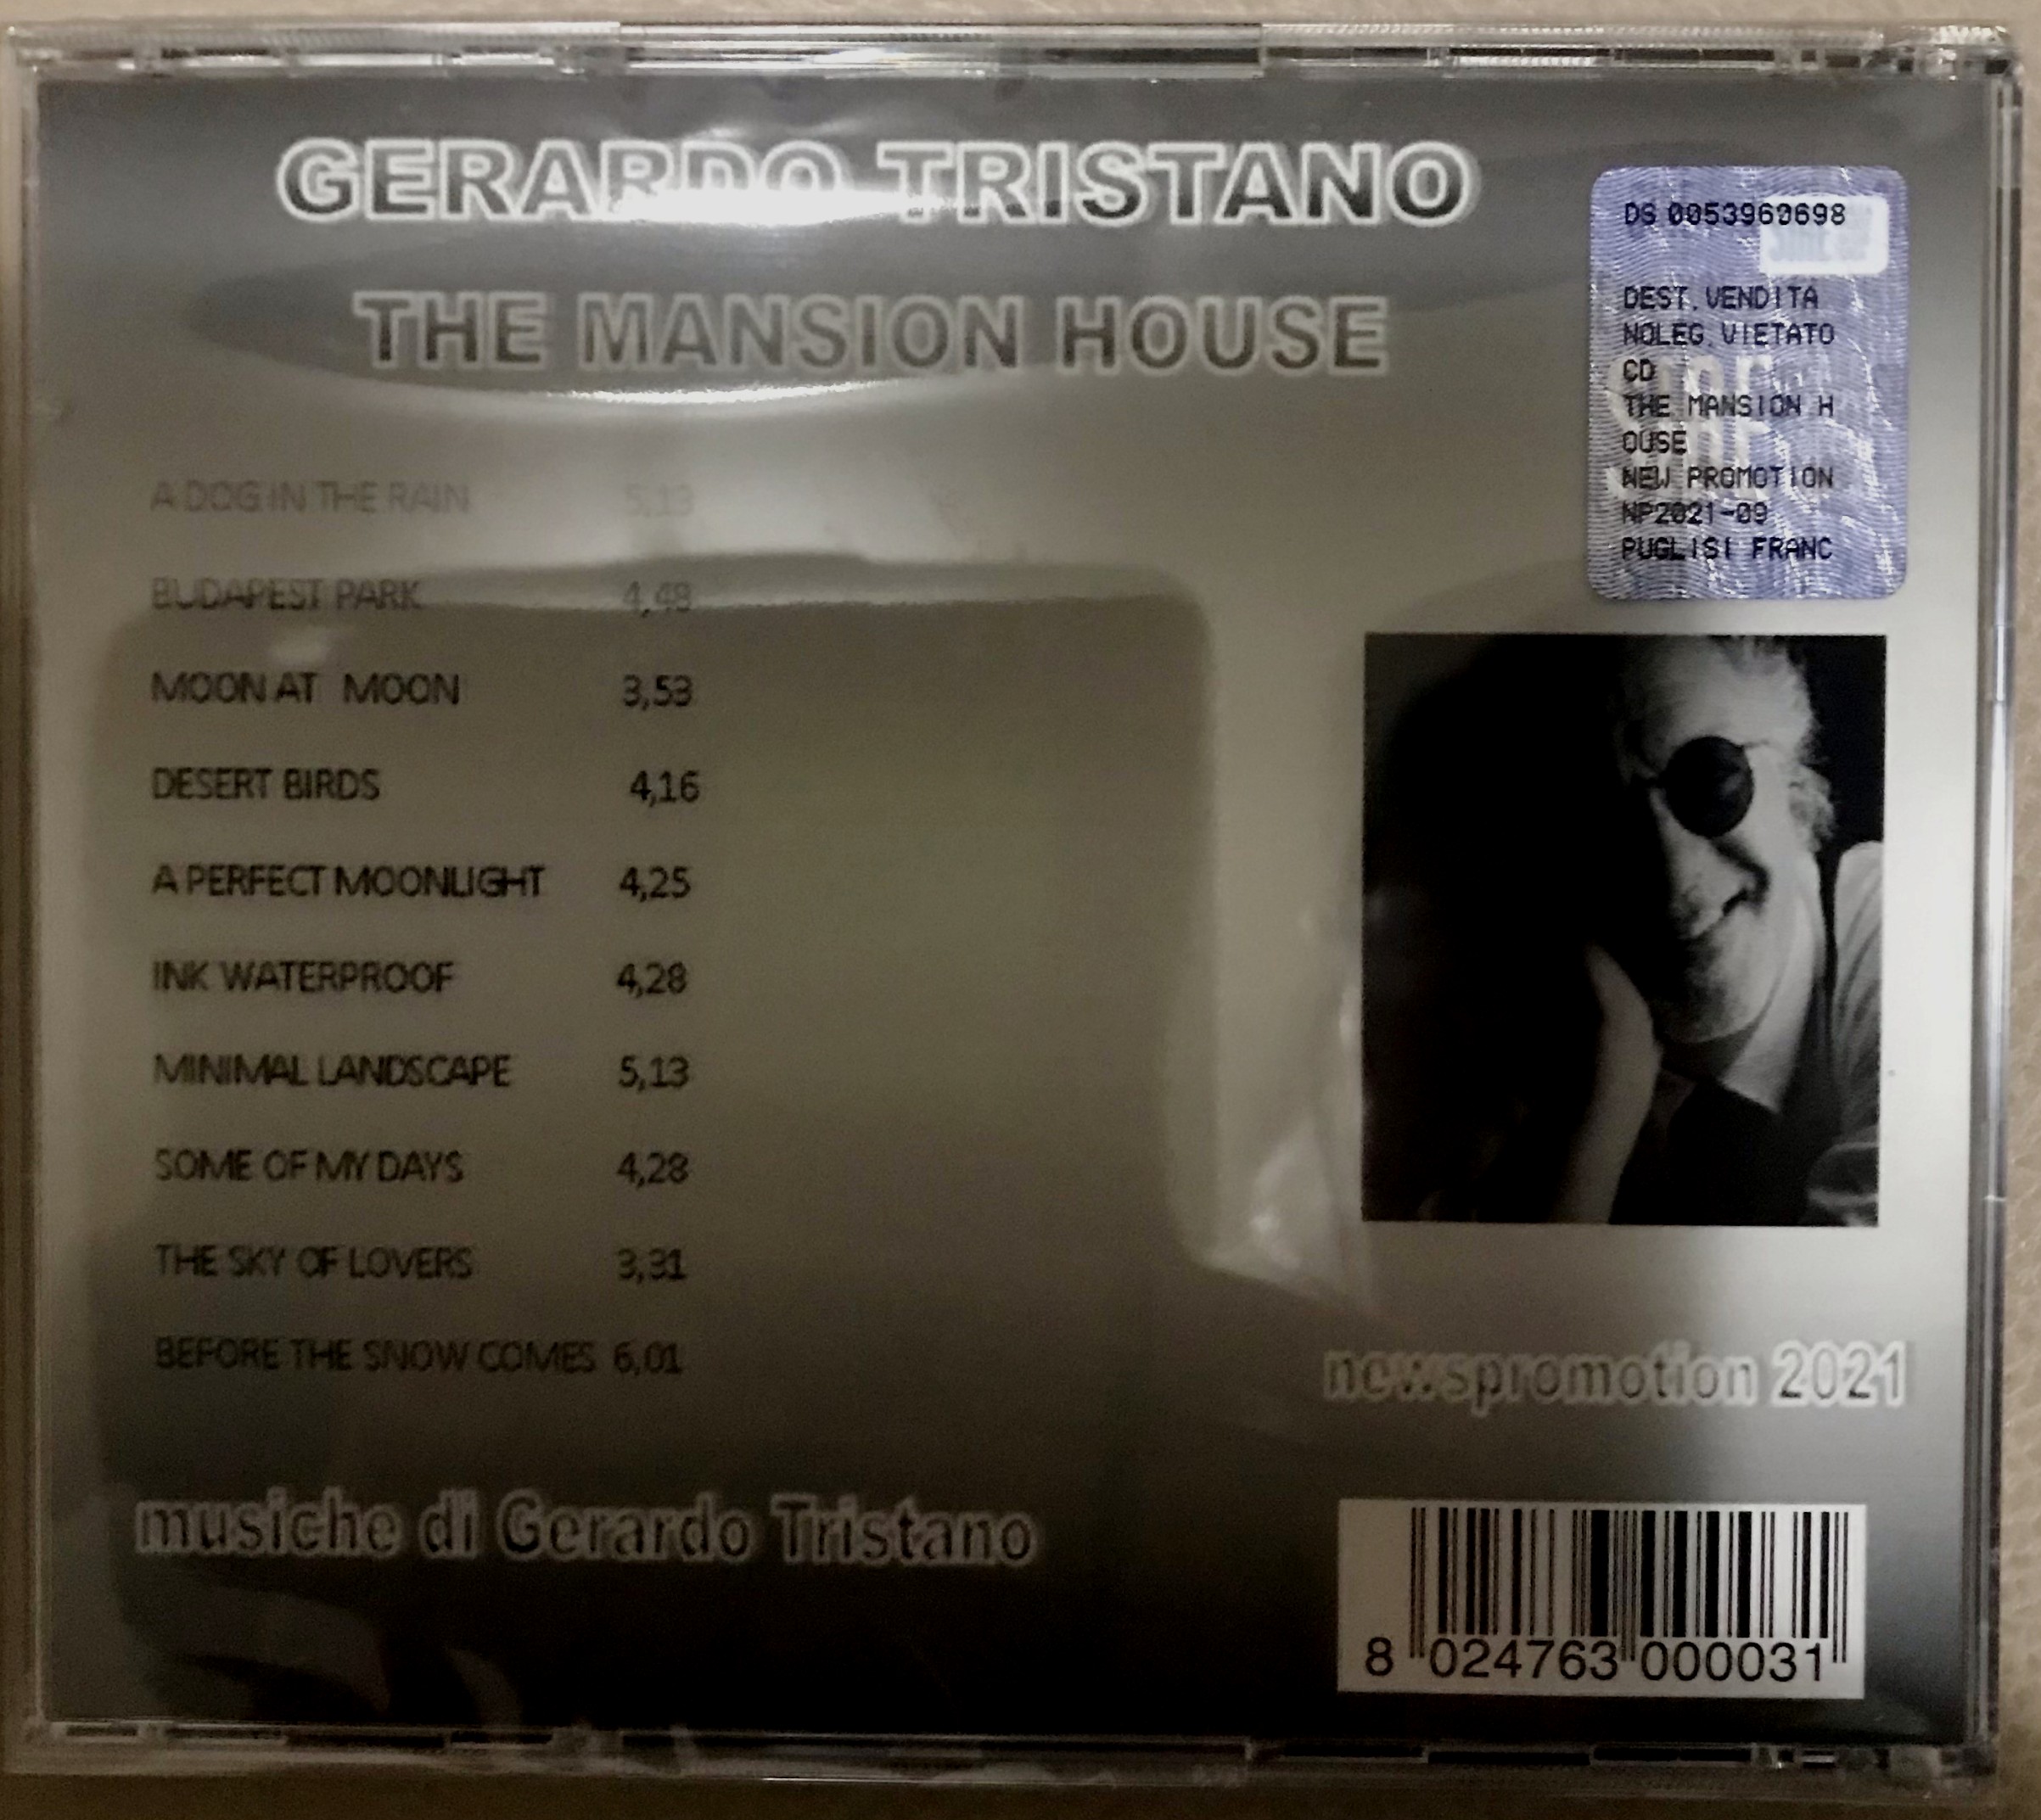 GERARDO TRISTANO
THE MANSION HOUSE
DS 0053960698
DEST.VENDITA
NOLEG.VIETATO
CD
THE MANSION H
OUSE
NEW PROMOTION
NP2021-09
PUGLISI FRANC
A DOG IN THE RAIN 5,13
BUDAPEST PARK 4,48
MOON AT MOON 3,53
DESERT BIRDS 4,16
A PERFECT MOONLIGHT 4,25
INK WATERPROOF 4,28
MINIMAL LANDSCAPE 5,13
SOME OF MY DAYS 4,28
THE SKY OF LOVERS 3,31
BEFORE THE SNOW COMES 6,01
newspromotion 2021
musiche di Gerardo Tristano
8 024763 000031